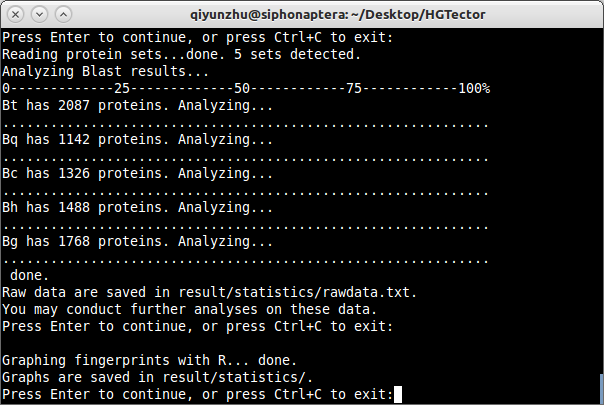 qiyunzhu@siphonaptera: ~/Desktop/HGTector
Press Enter to continue, or press Ctrl+C to exit:
Reading protein sets...done. 5 sets detected.
Analyzing Blast results...
0-------------25-------------50------------75------------100%
Bt has 2087 proteins. Analyzing...
.............................................................
Bq has 1142 proteins. Analyzing...
.............................................................
Bc has 1326 proteins. Analyzing...
.............................................................
Bh has 1488 proteins. Analyzing...
.............................................................
Bg has 1768 proteins. Analyzing...
.............................................................
 done.
Raw data are saved in result/statistics/rawdata.txt.
You may conduct further analyses on these data.
Press Enter to continue, or press Ctrl+C to exit:

Graphing fingerprints with R... done.
Graphs are saved in result/statistics/.
Press Enter to continue, or press Ctrl+C to exit: